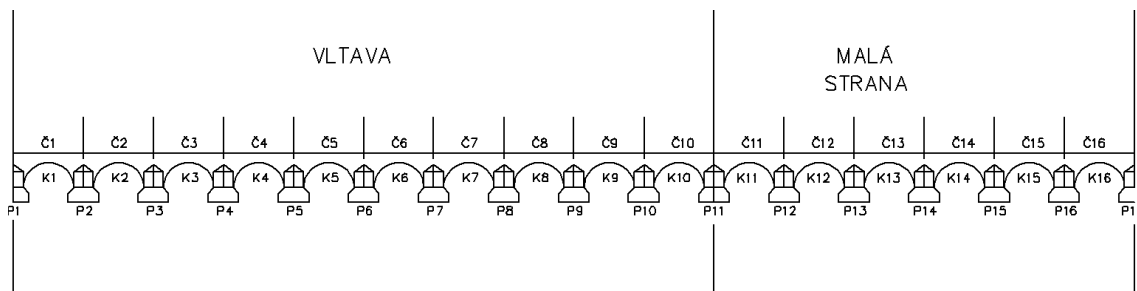 VLTAVA
MALÁ
STRANA
Č1 Č2 Č3 Č4 Č5 Č6 Č7 Č8 Č9 Č10 Č11 Č12 Č13 Č14 Č15 Č16
K1 K2 K3 K4 K5 K6 K7 K8 K9 K10 K11 K12 K13 K14 K15 K16
P1 P2 P3 P4 P5 P6 P7 P8 P9 P10 P11 P12 P13 P14 P15 P16 P1